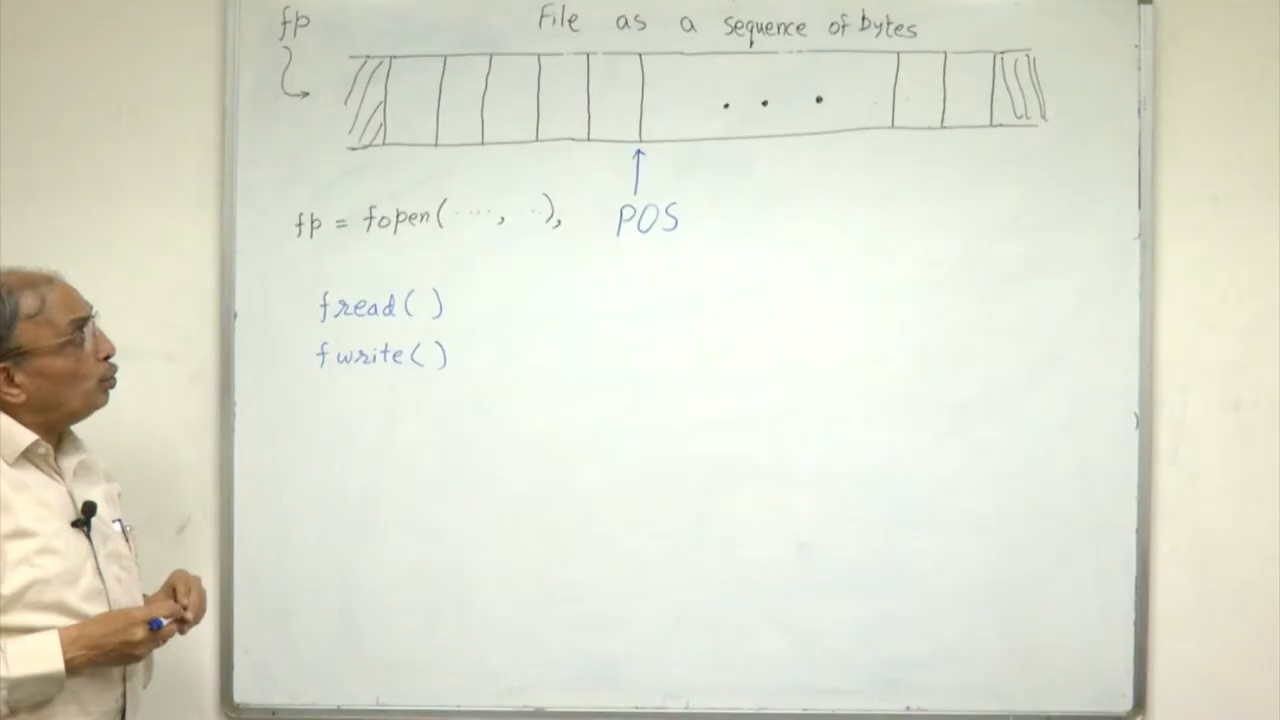 fp
File as a sequence of bytes
fp = fopen( ...., ..);
POS
fread( )
fwrite( )